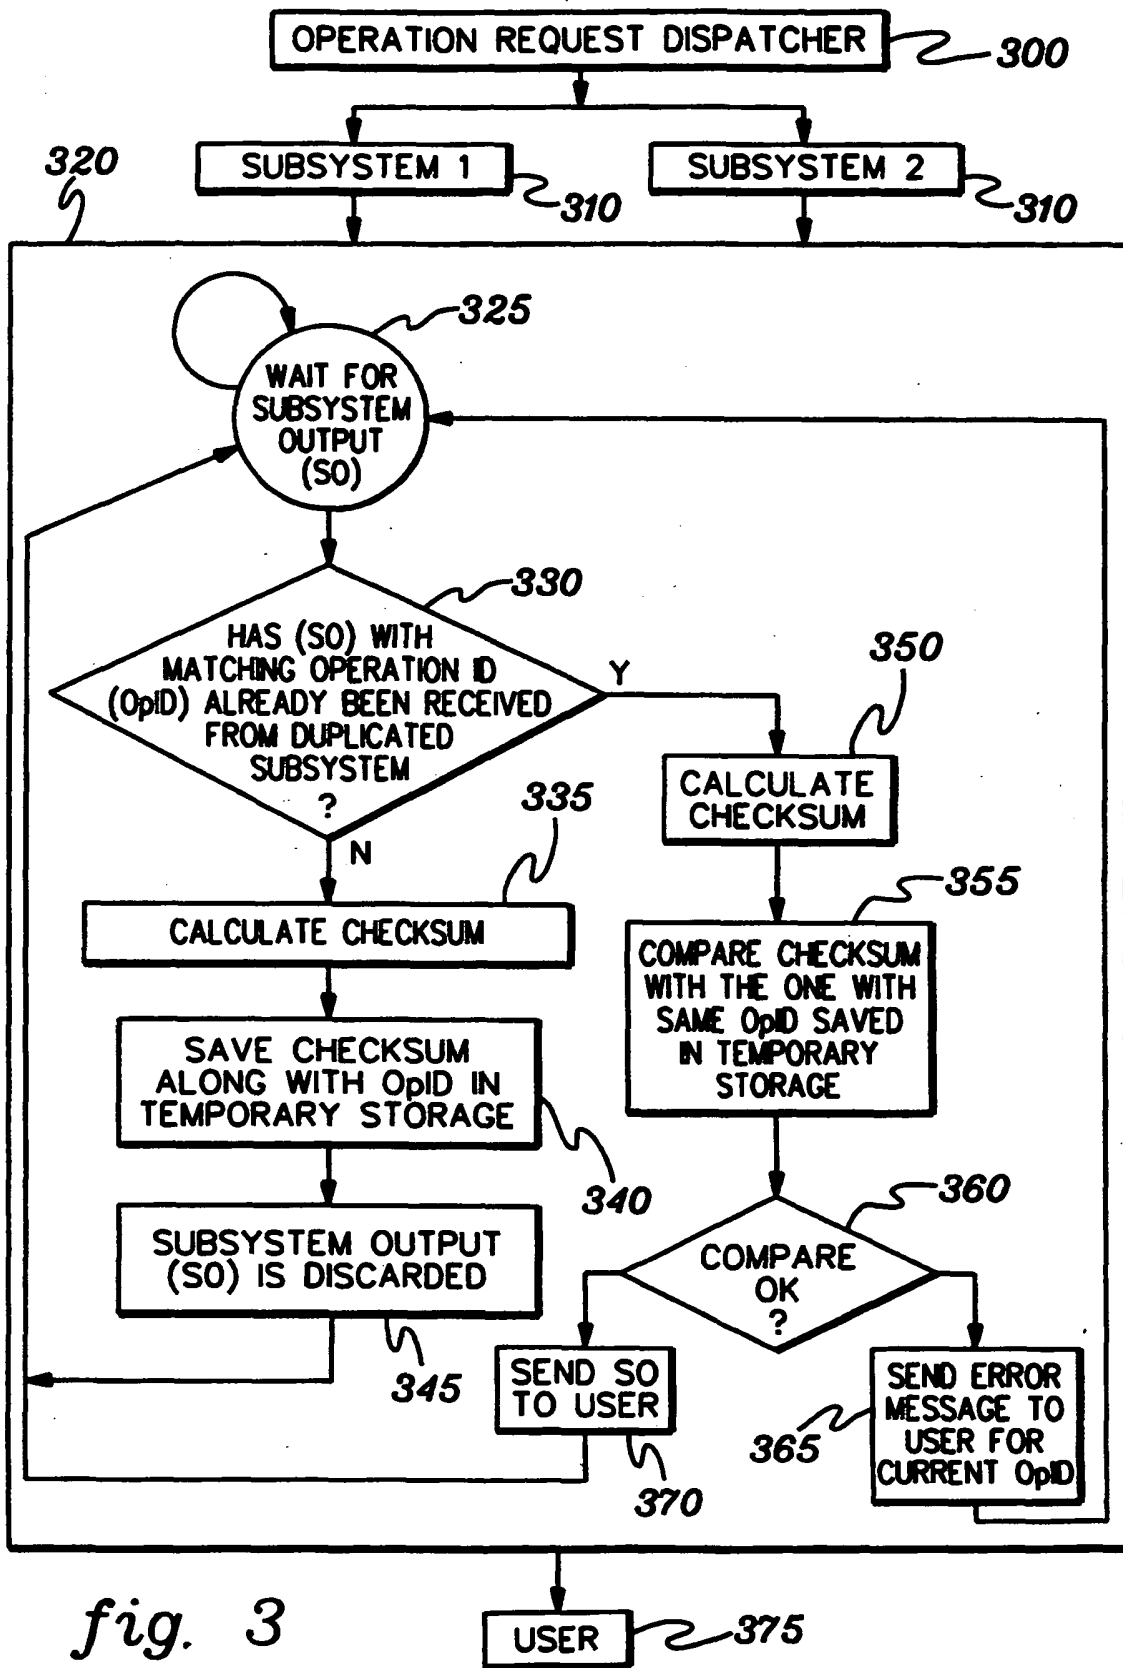 OPERATION REQUEST DISPATCHER
300
320
SUBSYSTEM 1
310
SUBSYSTEM 2
310
325
WAIT FOR
SUBSYSTEM
OUTPUT
(SO)
330
HAS (SO) WITH
MATCHING OPERATION ID
(OpID) ALREADY BEEN RECEIVED
FROM DUPLICATED
SUBSYSTEM
?
Y
N
350
CALCULATE
CHECKSUM
335
CALCULATE CHECKSUM
355
COMPARE CHECKSUM
WITH THE ONE WITH
SAME OpID SAVED
IN TEMPORARY
STORAGE
SAVE CHECKSUM
ALONG WITH OpID IN
TEMPORARY STORAGE
340
360
COMPARE
OK
?
SUBSYSTEM OUTPUT
(SO) IS DISCARDED
345
SEND SO
TO USER
370
SEND ERROR
MESSAGE TO
USER FOR
CURRENT OpID
365
fig. 3
USER
375